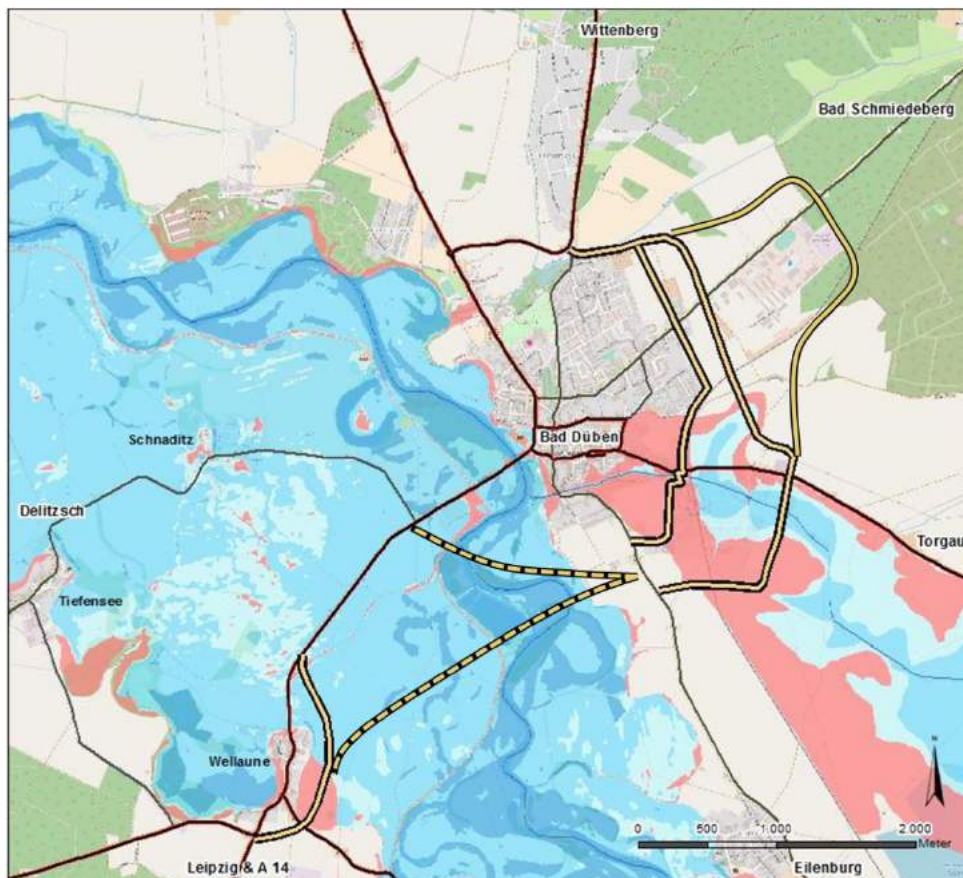 Wittenberg
Bad Schmiedeberg
Schnaditz
Bad Düben
Delitzsch
Torgau
Tiefensee
Wellaune
N
0 500 1.000 2.000
Meter
Leipzig & A 14
Eilenburg